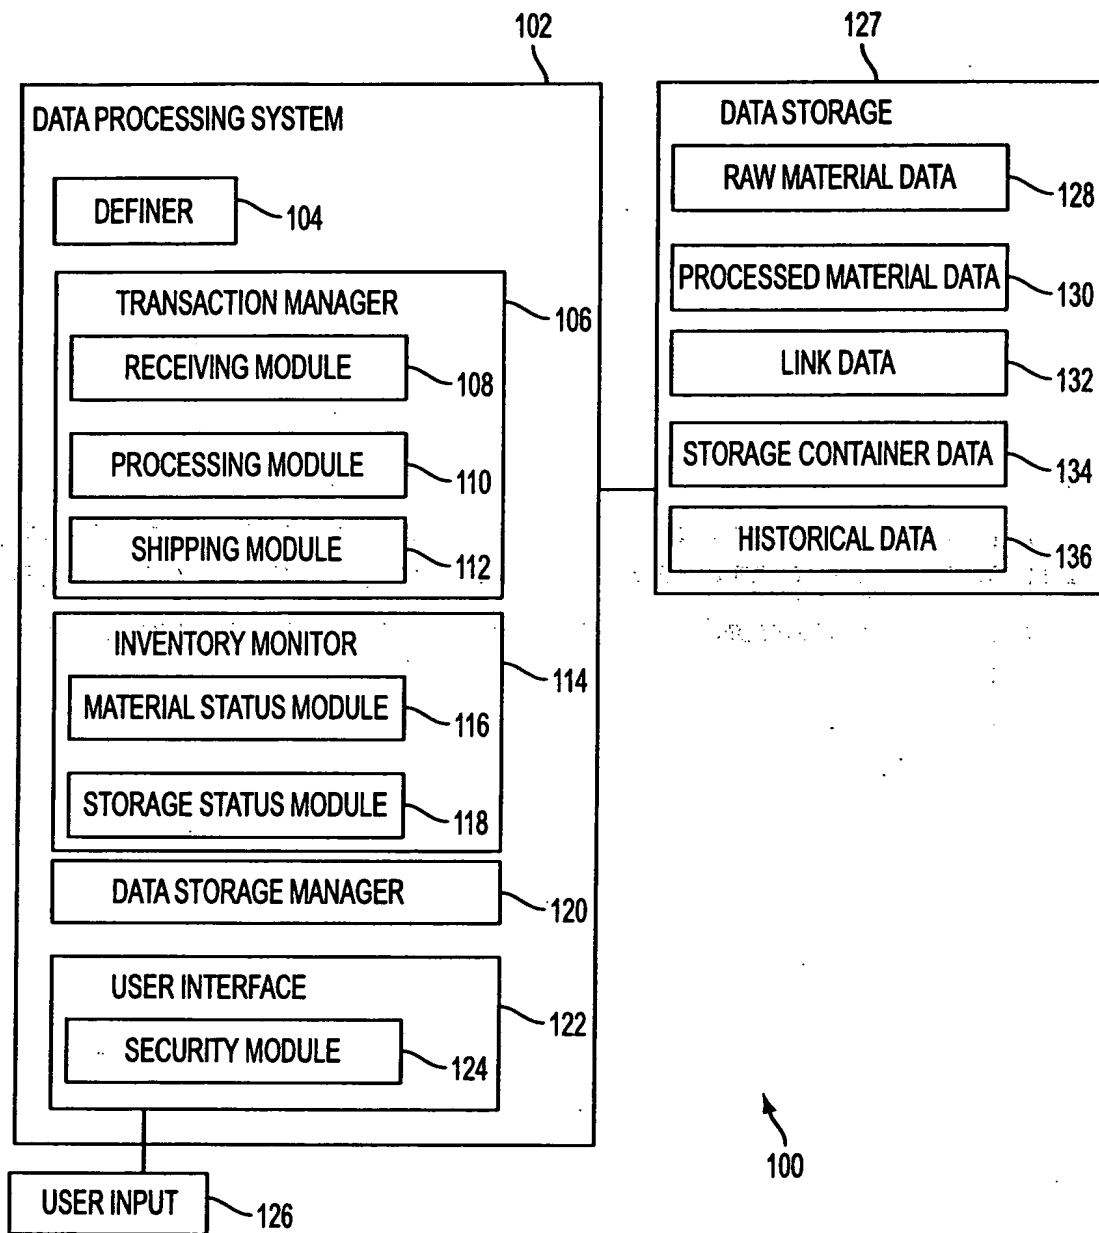 102
127
DATA PROCESSING SYSTEM
DATA STORAGE
RAW MATERIAL DATA
128
DEFINER
104
PROCESSED MATERIAL DATA
130
TRANSACTION MANAGER
106
RECEIVING MODULE
108
LINK DATA
132
PROCESSING MODULE
110
STORAGE CONTAINER DATA
134
SHIPPING MODULE
112
HISTORICAL DATA
136
INVENTORY MONITOR
114
MATERIAL STATUS MODULE
116
STORAGE STATUS MODULE
118
DATA STORAGE MANAGER
120
USER INTERFACE
122
SECURITY MODULE
124
100
USER INPUT
126